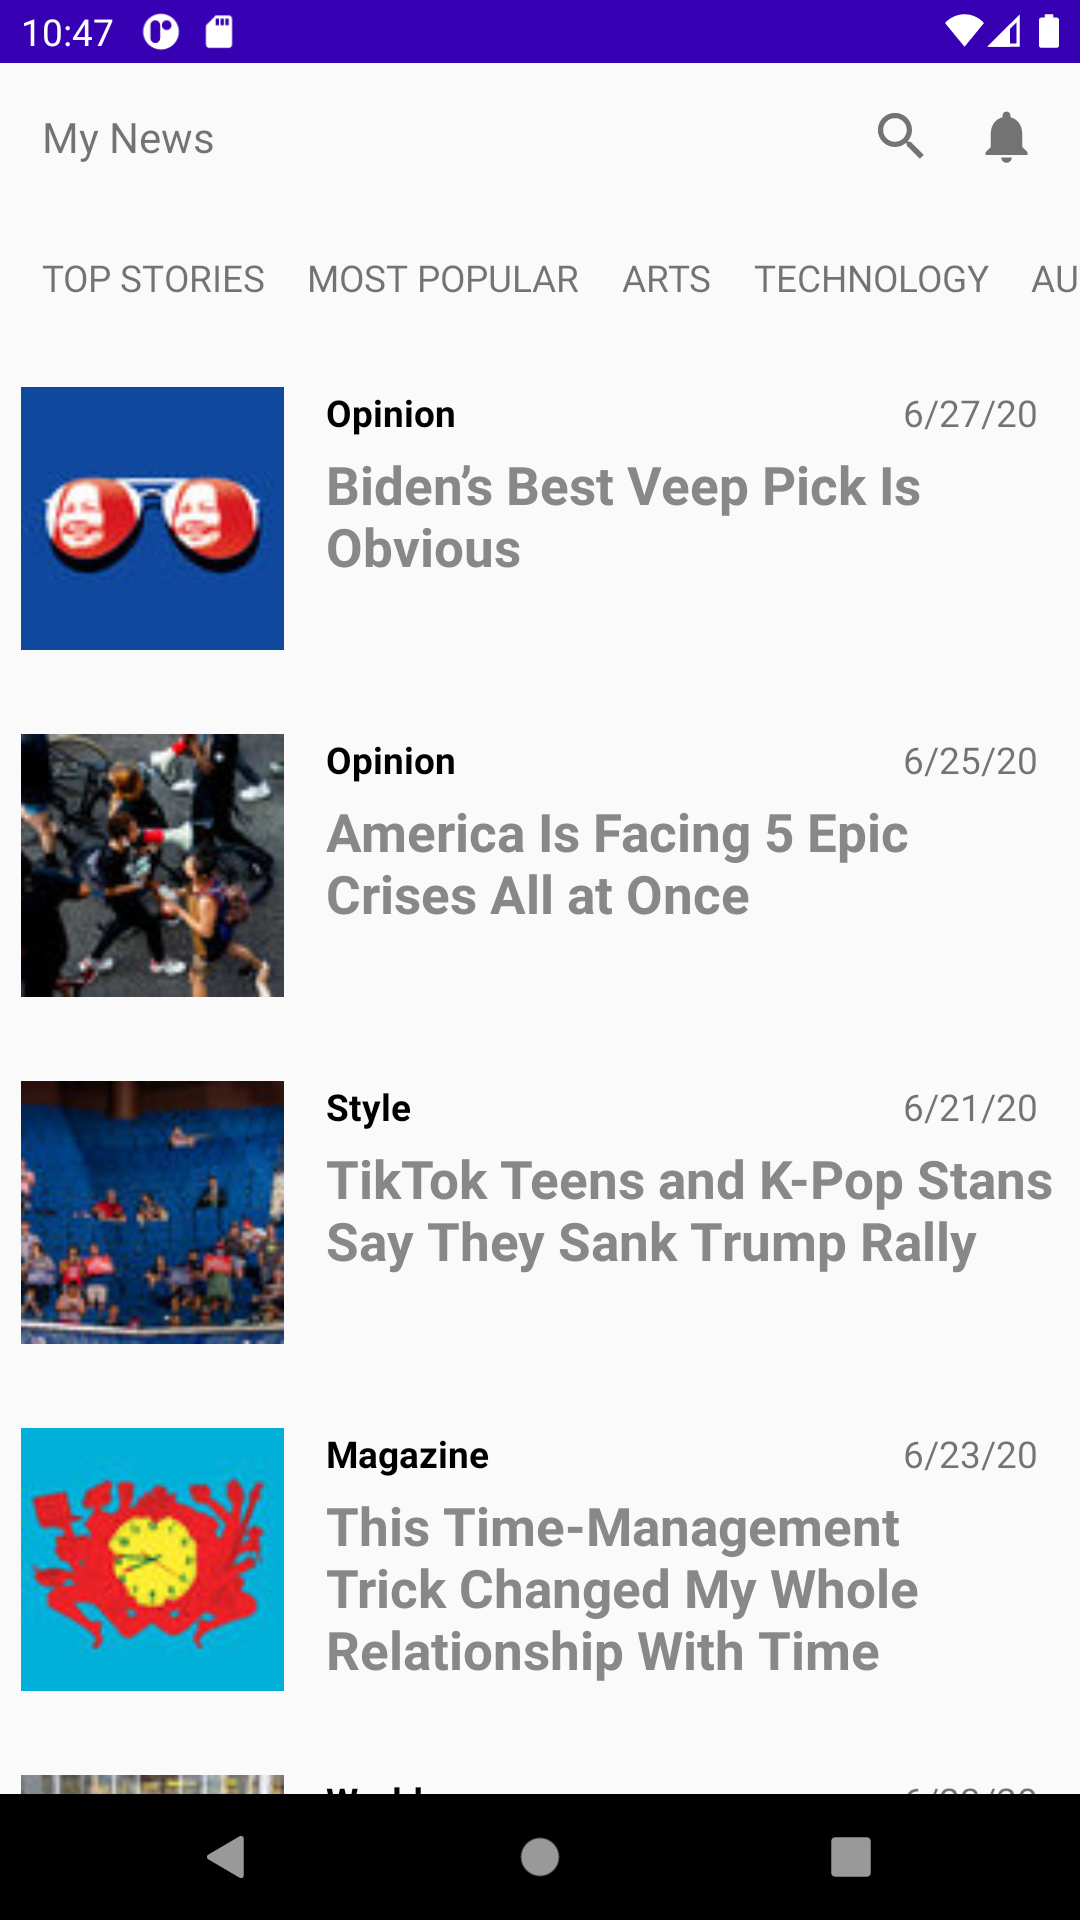 10:47
My News
TOP STORIES MOST POPULAR ARTS TECHNOLOGY AU
Opinion 6/27/20
Biden’s Best Veep Pick Is
Obvious
Opinion 6/25/20
America Is Facing 5 Epic
Crises All at Once
Style 6/21/20
TikTok Teens and K-Pop Stans
Say They Sank Trump Rally
Magazine 6/23/20
This Time-Management
Trick Changed My Whole
Relationship With Time